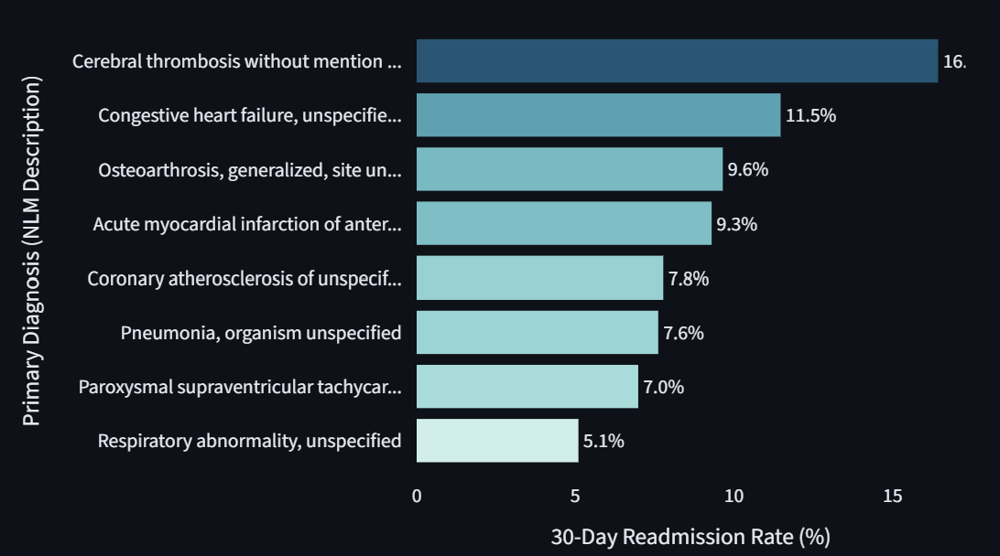 Primary Diagnosis (NLM Description)
Cerebral thrombosis without mention ... 16.
Congestive heart failure, unspecifie... 11.5%
Osteoarthrosis, generalized, site un... 9.6%
Acute myocardial infarction of anter... 9.3%
Coronary atherosclerosis of unspecif... 7.8%
Pneumonia, organism unspecified 7.6%
Paroxysmal supraventricular tachycar... 7.0%
Respiratory abnormality, unspecified 5.1%
0 5 10 15
30-Day Readmission Rate (%)